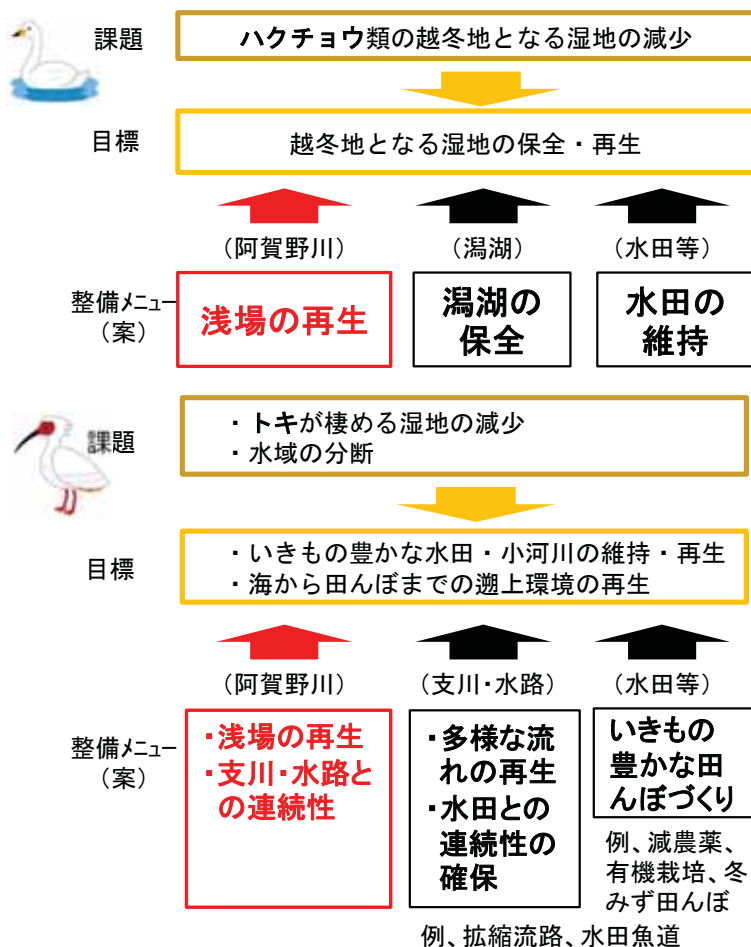 課題
ハクチョウ類の越冬地となる湿地の減少
目標
越冬地となる湿地の保全・再生
(阿賀野川)
(潟湖)
(水田等)
整備メニュー
(案)
浅場の再生
潟湖の
保全
水田の
維持
課題
・トキが棲める湿地の減少
・水域の分断
目標
・いきもの豊かな水田・小河川の維持・再生
・海から田んぼまでの遡上環境の再生
(阿賀野川)
(支川・水路)
(水田等)
整備メニュー
(案)
・浅場の再生
・支川・水路と
の連続性
・多様な流
れの再生
・水田との
連続性の
確保
いきもの
豊かな田
んぼづくり
例、減農薬、
有機栽培、冬
みず田んぼ
例、拡縮流路、水田魚道